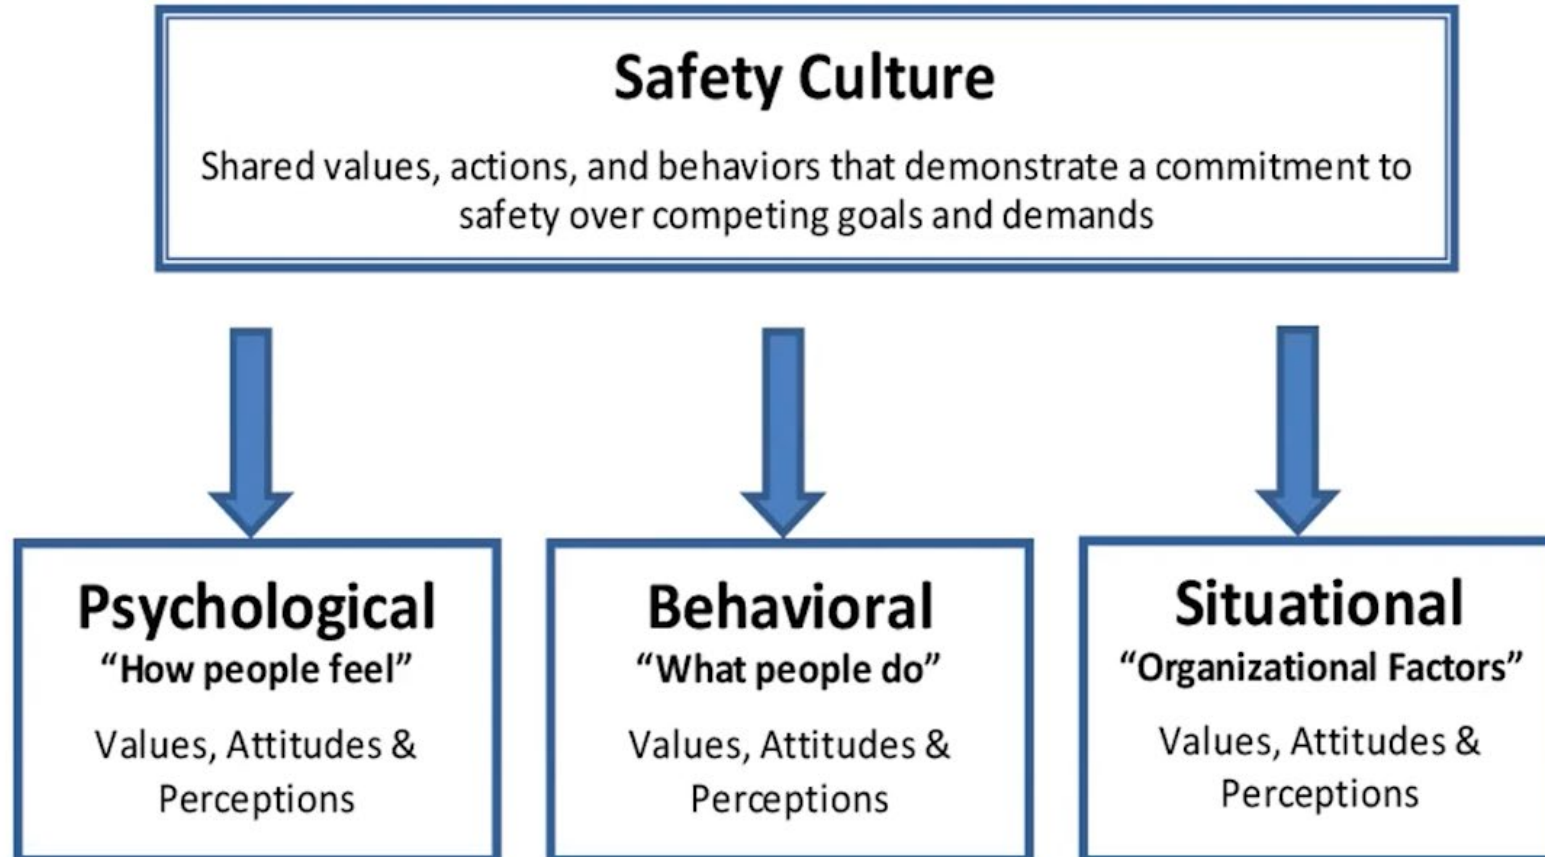 Safety Culture
Shared values, actions, and behaviors that demonstrate a commitment to
safety over competing goals and demands
Psychological
“How people feel”
Values, Attitudes &
Perceptions
Behavioral
“What people do”
Values, Attitudes &
Perceptions
Situational
“Organizational Factors”
Values, Attitudes &
Perceptions